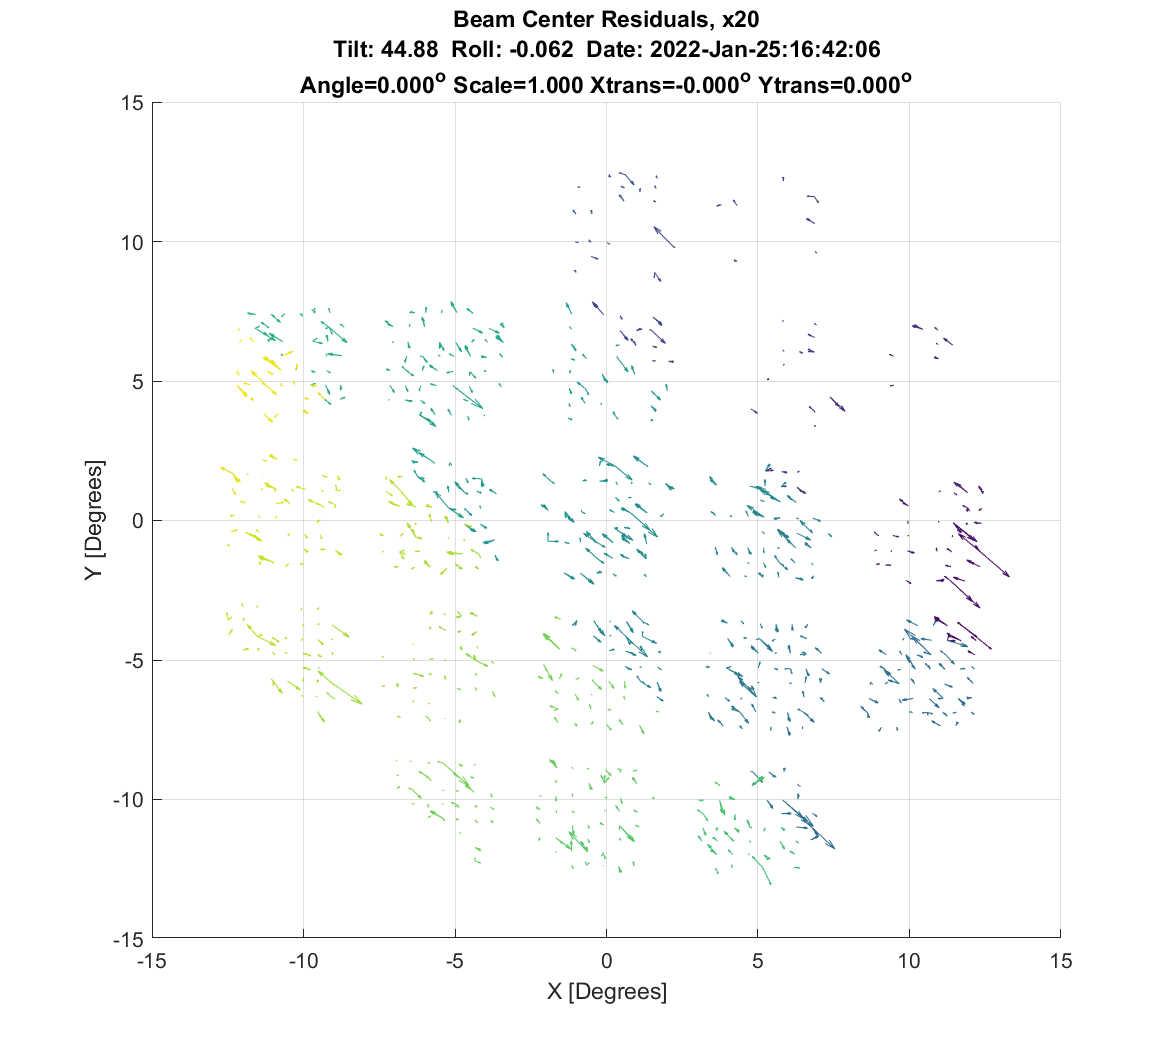 Beam Center Residuals, x20
Tilt: 44.88 Roll: -0.062 Date: 2022-Jan-25:16:42:06
Angle=0.000° Scale=1.000 Xtrans=-0.000° Ytrans=0.000°
15
10
5
0
-5
-10
-15
Y [Degrees]
-15
-10
-5
0
5
10
15
X [Degrees]